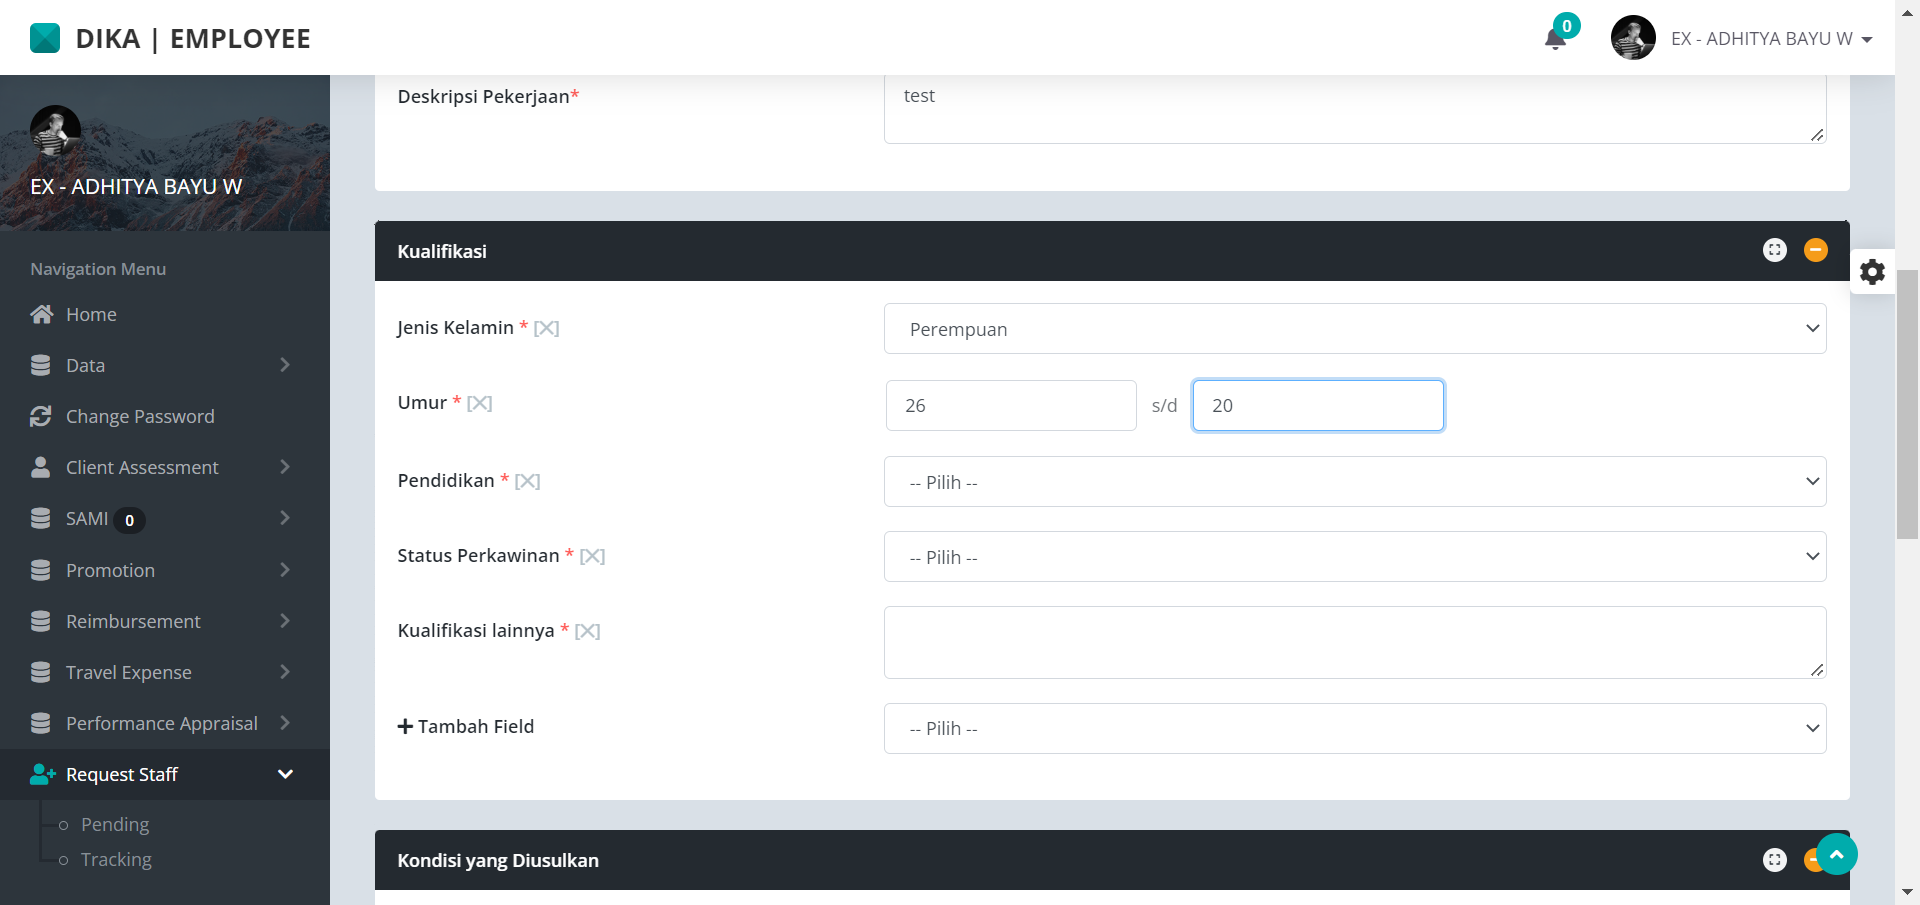 DIKA | EMPLOYEE
0
EX - ADHITYA BAYU W
EX - ADHITYA BAYU W
Navigation Menu
Home
Data
Change Password
Client Assessment
SAMI 0
Promotion
Reimbursement
Travel Expense
Performance Appraisal
Request Staff
Pending
Tracking
Deskripsi Pekerjaan*
test
Kualifikasi
Jenis Kelamin * [X]
Perempuan
Umur * [X]
26 s/d 20
Pendidikan * [X]
-- Pilih --
Status Perkawinan * [X]
-- Pilih --
Kualifikasi lainnya * [X]
Tambah Field
-- Pilih --
Kondisi yang Diusulkan